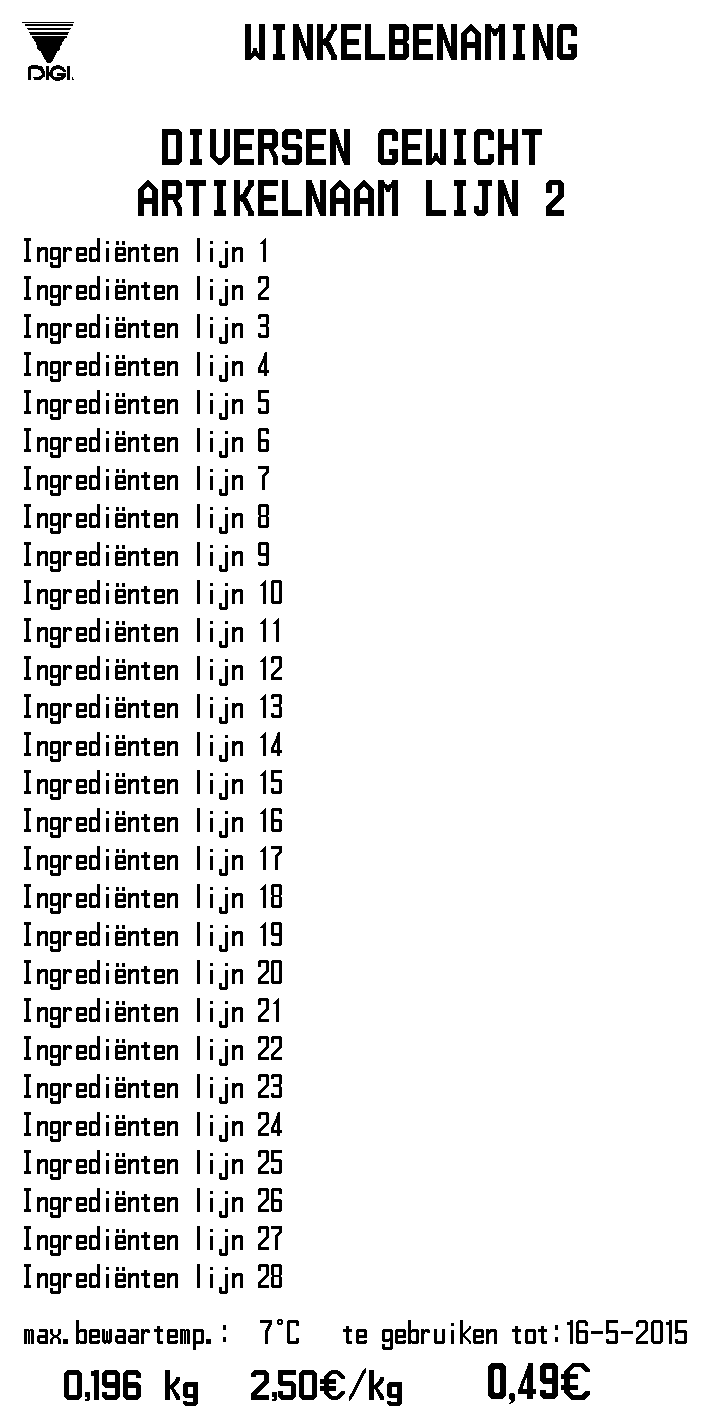 DIGI.
WINKELBENAMING
DIVERSEN GEWICHT
ARTIKELNAAM LIJN 2
Ingrediënten lijn 1
Ingrediënten lijn 2
Ingrediënten lijn 3
Ingrediënten lijn 4
Ingrediënten lijn 5
Ingrediënten lijn 6
Ingrediënten lijn 7
Ingrediënten lijn 8
Ingrediënten lijn 9
Ingrediënten lijn 10
Ingrediënten lijn 11
Ingrediënten lijn 12
Ingrediënten lijn 13
Ingrediënten lijn 14
Ingrediënten lijn 15
Ingrediënten lijn 16
Ingrediënten lijn 17
Ingrediënten lijn 18
Ingrediënten lijn 19
Ingrediënten lijn 20
Ingrediënten lijn 21
Ingrediënten lijn 22
Ingrediënten lijn 23
Ingrediënten lijn 24
Ingrediënten lijn 25
Ingrediënten lijn 26
Ingrediënten lijn 27
Ingrediënten lijn 28
max.bewaartemp.: 7°C te gebruiken tot:16-5-2015
0,196 kg 2,50€/kg 0,49€